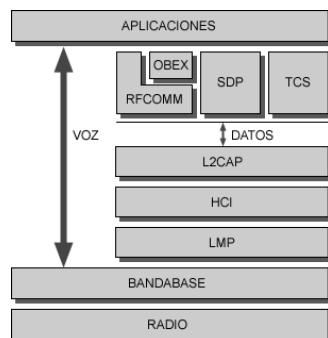 APLICACIONES
OBEX
RFCOMM
SDP
TCS
VOZ
DATOS
L2CAP
HCI
LMP
BANDABASE
RADIO